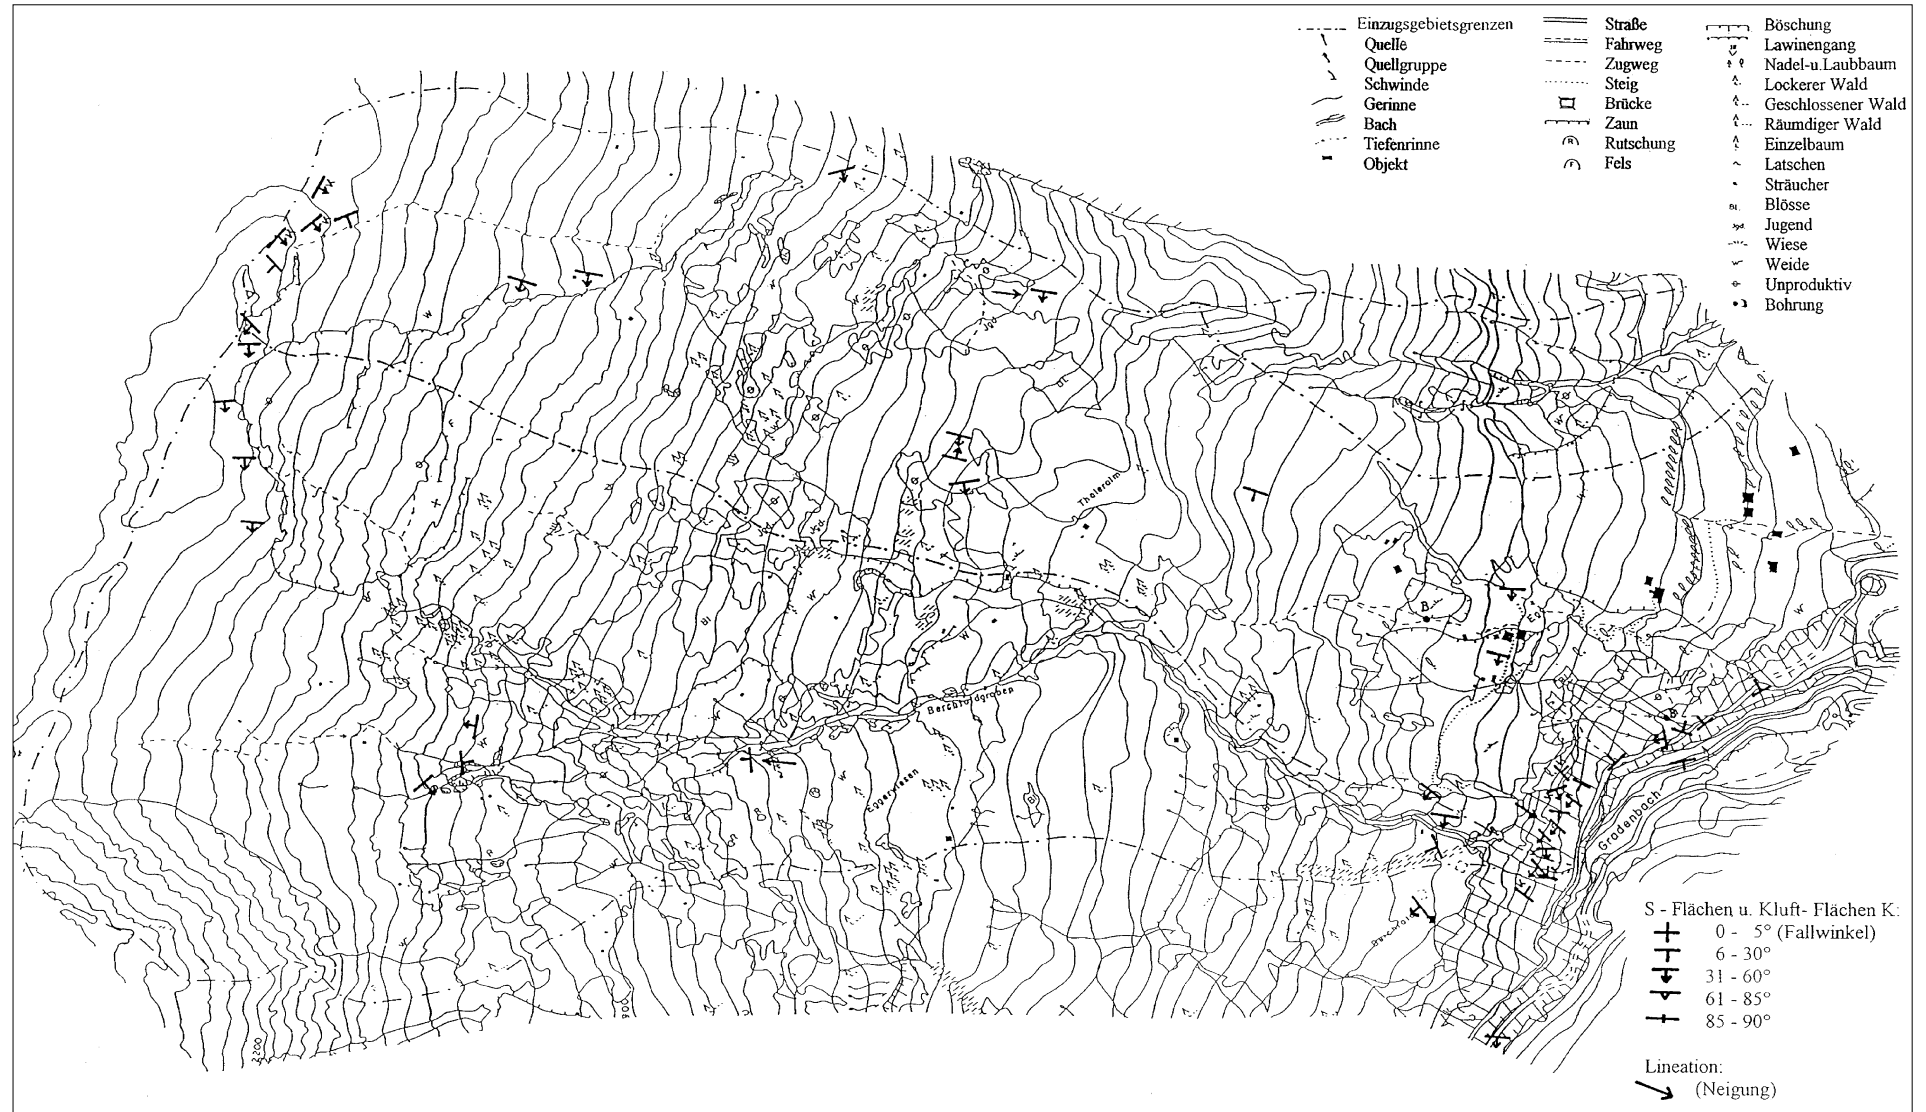 Einzugsgebietsgrenzen
Quelle
Quellgruppe
Schwinde
Gerinne
Bach
Tiefenrinne
Objekt
Straße
Fahrweg
Zugweg
Steig
Brücke
Zaun
Rutschung
Fels
Böschung
Lawinengang
Nadel-u.Laubbaum
Lockerer Wald
Geschlossener Wald
Räumdiger Wald
Einzelbaum
Latschen
Sträucher
Blösse
Jugend
Wiese
Weide
Unproduktiv
Bohrung
Thaleralm
Berchtoldgraben
Eggerwiesen
Grodenbach
2200
S - Flächen u. Kluft- Flächen K:
0 - 5° (Fallwinkel)
6 - 30°
31 - 60°
61 - 85°
85 - 90°
Lineation:
(Neigung)